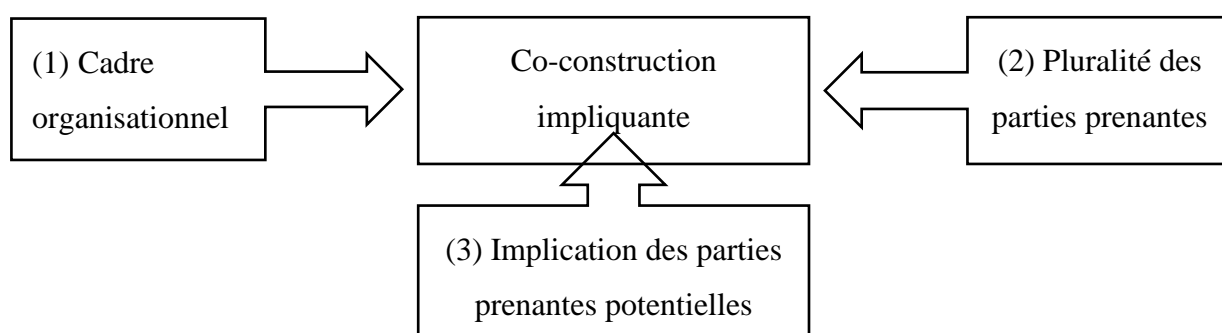 (1) Cadre
organisationnel
Co-construction
impliquante
(2) Pluralité des
parties prenantes
(3) Implication des parties
prenantes potentielles